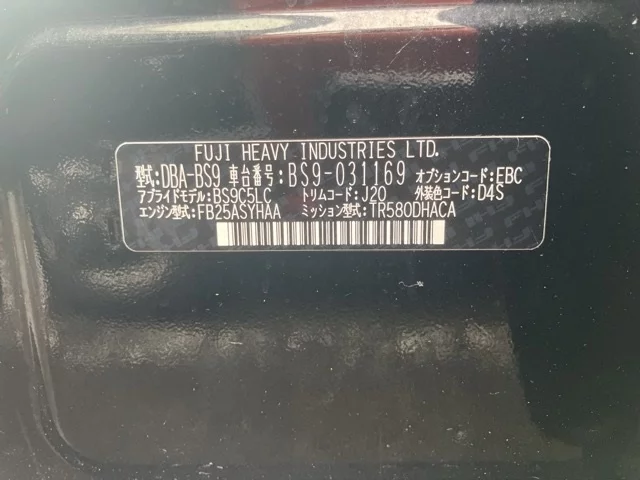 FUJI HEAVY INDUSTRIES LTD.
型式:DBA-BS9 車台番号:BS9-031169 オプションコード:EBC
アプライドモデル:BS9C5LC トリムコード:J20 外装色コード:D4S
エンジン型式:FB25ASYHAA ミッション型式:TR580DHACA